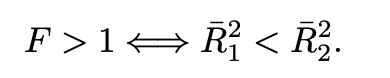 F > 1 ⟺ R̄₁² < R̄₂².